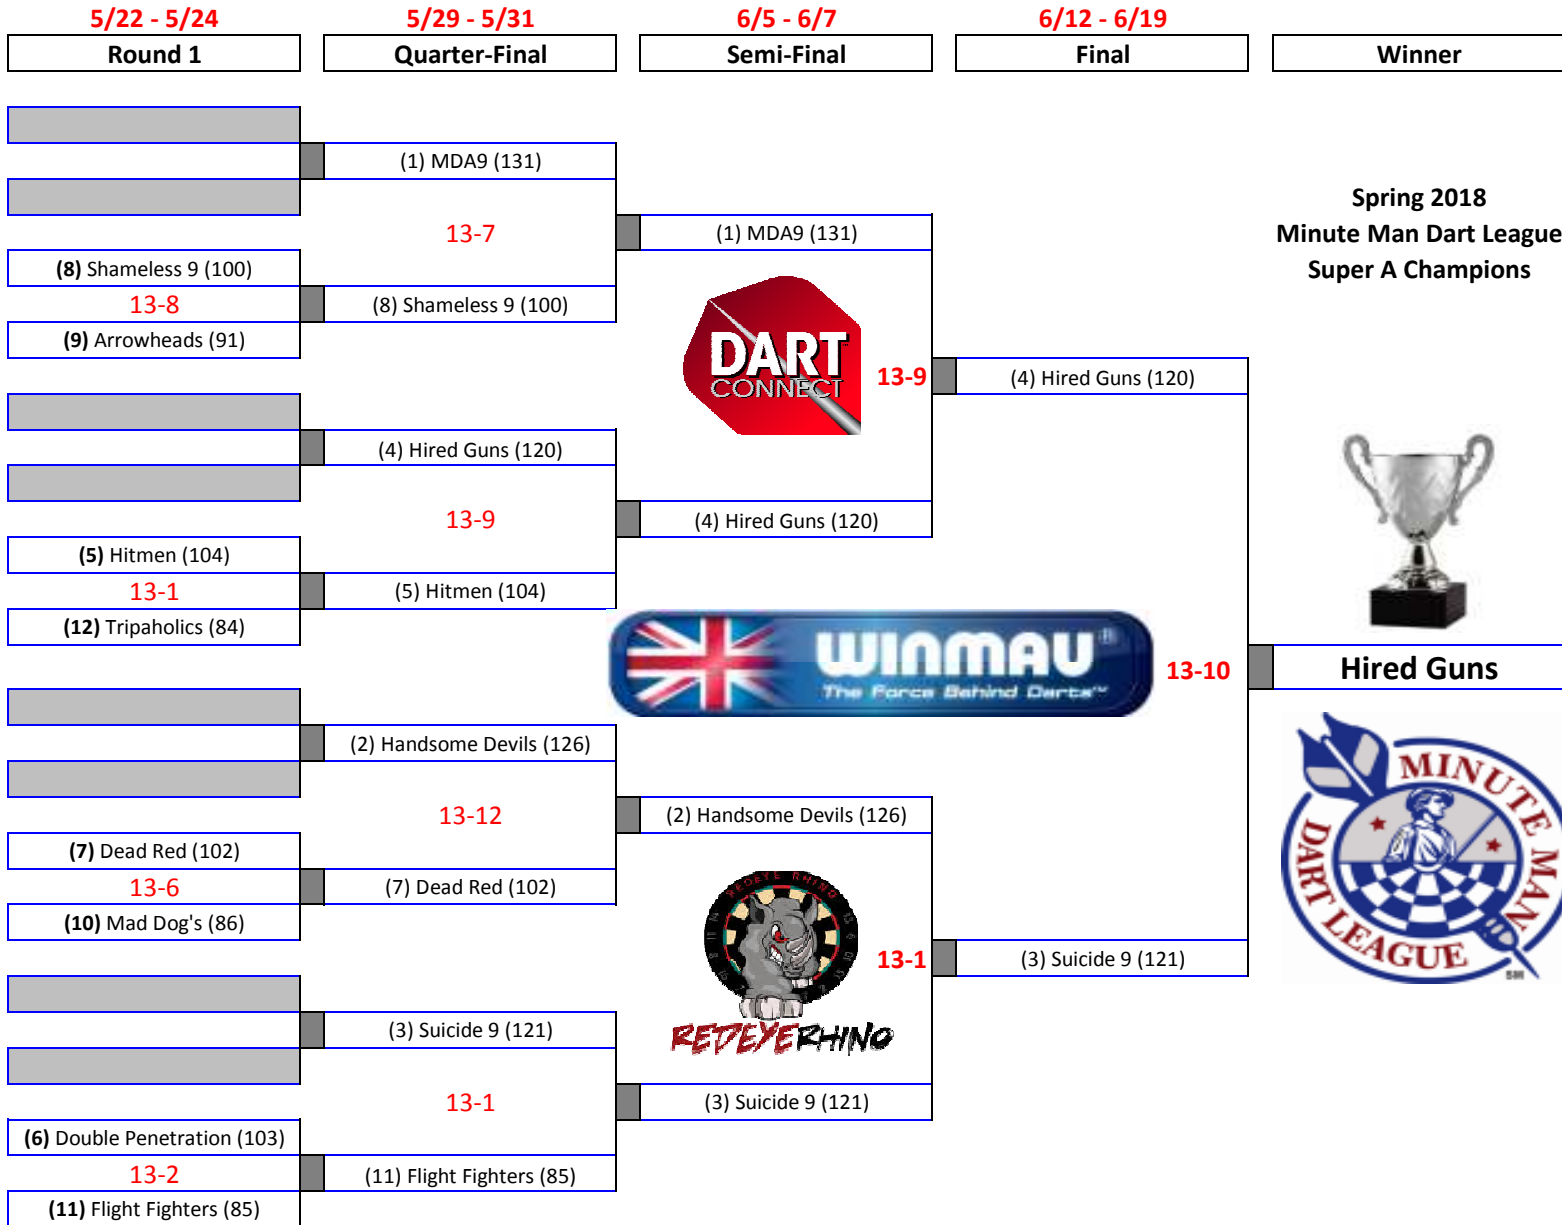 5/22 - 5/24
5/29 - 5/31
6/5 - 6/7
6/12 - 6/19
Round 1
Quarter-Final
Semi-Final
Final
Winner
(1) MDA9 (131)
13-7
(1) MDA9 (131)
Spring 2018
Minute Man Dart League
Super A Champions
(8) Shameless 9 (100)
13-8
(8) Shameless 9 (100)
(9) Arrowheads (91)
DART
CONNECT
13-9
(4) Hired Guns (120)
(4) Hired Guns (120)
13-9
(4) Hired Guns (120)
(5) Hitmen (104)
13-1
(5) Hitmen (104)
(12) Tripaholics (84)
WINMAU®
The Force Behind Darts™
13-10
Hired Guns
(2) Handsome Devils (126)
13-12
(2) Handsome Devils (126)
MINUTE MAN
DART LEAGUE
SM
(7) Dead Red (102)
13-6
(7) Dead Red (102)
(10) Mad Dog's (86)
REDEYE RHINO
REDEYERHINO
13-1
(3) Suicide 9 (121)
(3) Suicide 9 (121)
13-1
(3) Suicide 9 (121)
(6) Double Penetration (103)
13-2
(11) Flight Fighters (85)
(11) Flight Fighters (85)